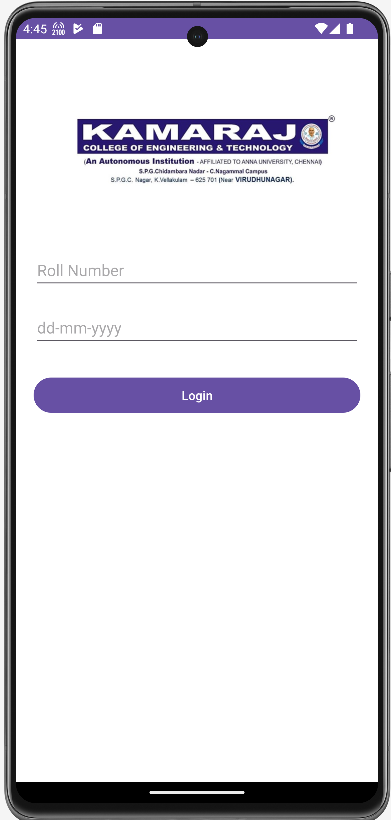 4:45 2100
KAMARAJ ®
COLLEGE OF ENGINEERING & TECHNOLOGY
(An Autonomous Institution - AFFILIATED TO ANNA UNIVERSITY, CHENNAI)
S.P.G.Chidambara Nadar - C.Nagammal Campus
S.P.G.C. Nagar, K.Vellakulam – 625 701 (Near VIRUDHUNAGAR).
Roll Number
dd-mm-yyyy
Login